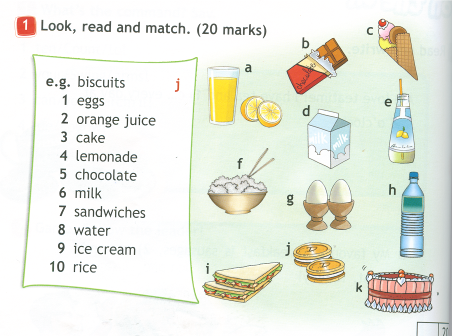 1 Look, read and match. (20 marks)
e.g. biscuits j
1 eggs
2 orange juice
3 cake
4 lemonade
5 chocolate
6 milk
7 sandwiches
8 water
9 ice cream
10 rice
a
b
c
chocolate
d
milk
e
f
g
h
i
j
k